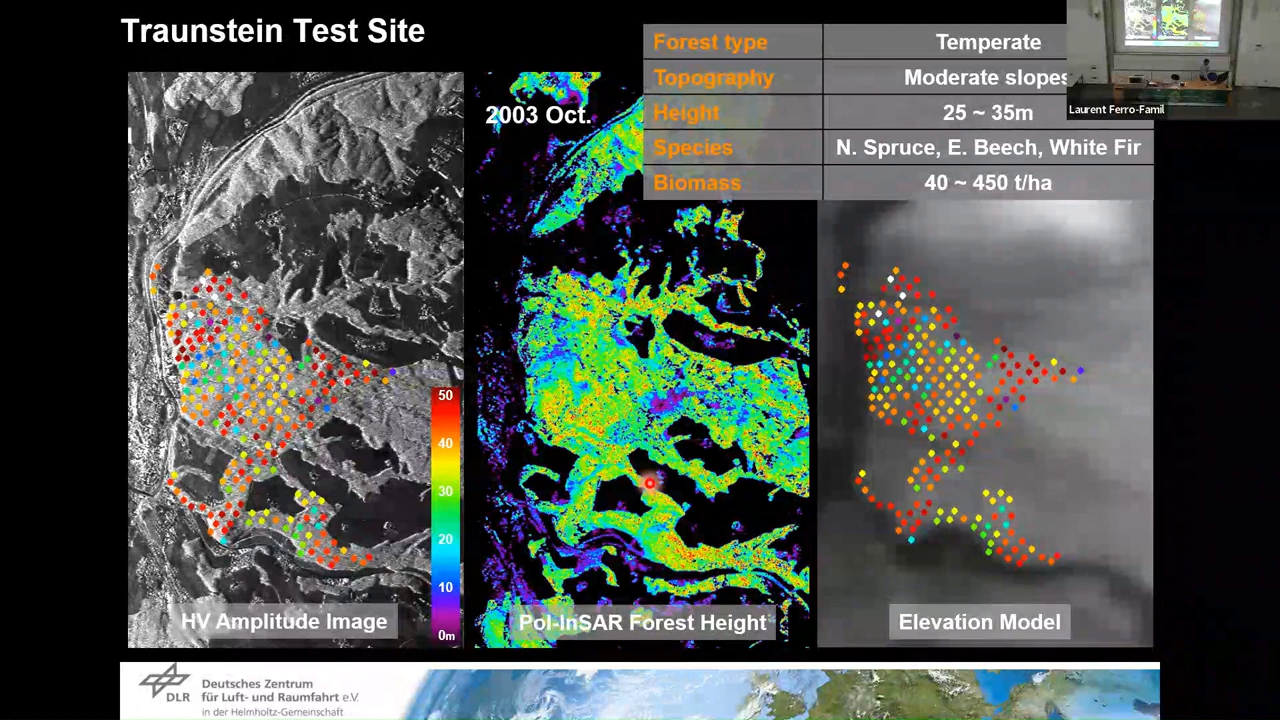 Traunstein Test Site
Forest type Temperate
Topography Moderate slopes
Height 25 ~ 35m
Species N. Spruce, E. Beech, White Fir
Biomass 40 ~ 450 t/ha
Laurent Ferro-Famil
2003 Oct.
50
40
30
20
10
0m
HV Amplitude Image
Pol-InSAR Forest Height
Elevation Model
DLR
Deutsches Zentrum
für Luft- und Raumfahrt e.V.
in der Helmholtz-Gemeinschaft